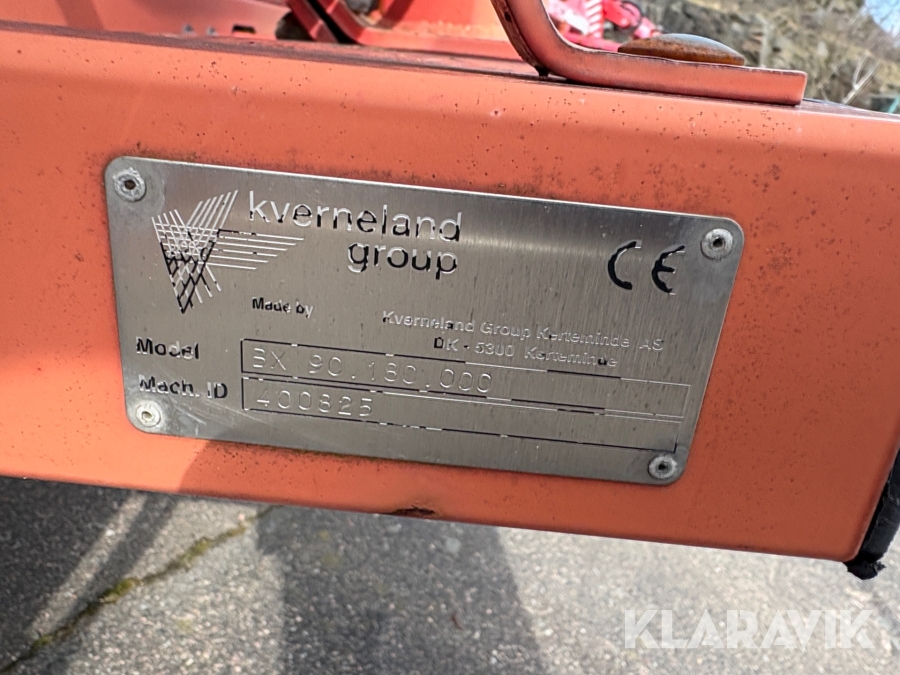 kverneland
group
CE
Made by
Kverneland Group Kerteminde AS
DK - 5300 Kerteminde
Model BX 90.180.000
Mach. ID 400825
KLARAVIK